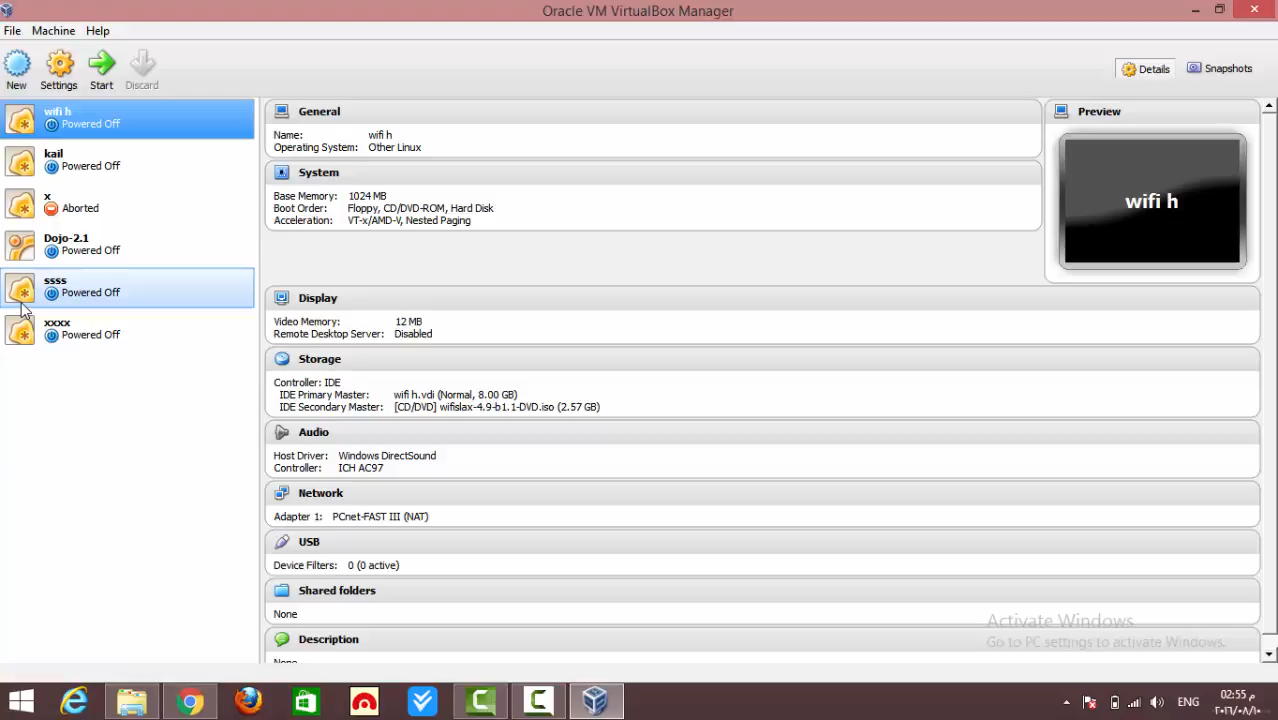 Oracle VM VirtualBox Manager
File Machine Help
New Settings Start Discard
Details Snapshots
wifi h
Powered Off
kail
Powered Off
x
Aborted
Dojo-2.1
Powered Off
ssss
Powered Off
xxxx
Powered Off
General
Name: wifi h
Operating System: Other Linux
System
Base Memory: 1024 MB
Boot Order: Floppy, CD/DVD-ROM, Hard Disk
Acceleration: VT-x/AMD-V, Nested Paging
Preview
wifi h
Display
Video Memory: 12 MB
Remote Desktop Server: Disabled
Storage
Controller: IDE
IDE Primary Master: wifi h.vdi (Normal, 8.00 GB)
IDE Secondary Master: [CD/DVD] wifislax-4.9-b1.1-DVD.iso (2.57 GB)
Audio
Host Driver: Windows DirectSound
Controller: ICH AC97
Network
Adapter 1: PCnet-FAST III (NAT)
USB
Device Filters: 0 (0 active)
Shared folders
None
Description
None
Activate Windows
Go to PC settings to activate Windows.
ENG
02:55 م